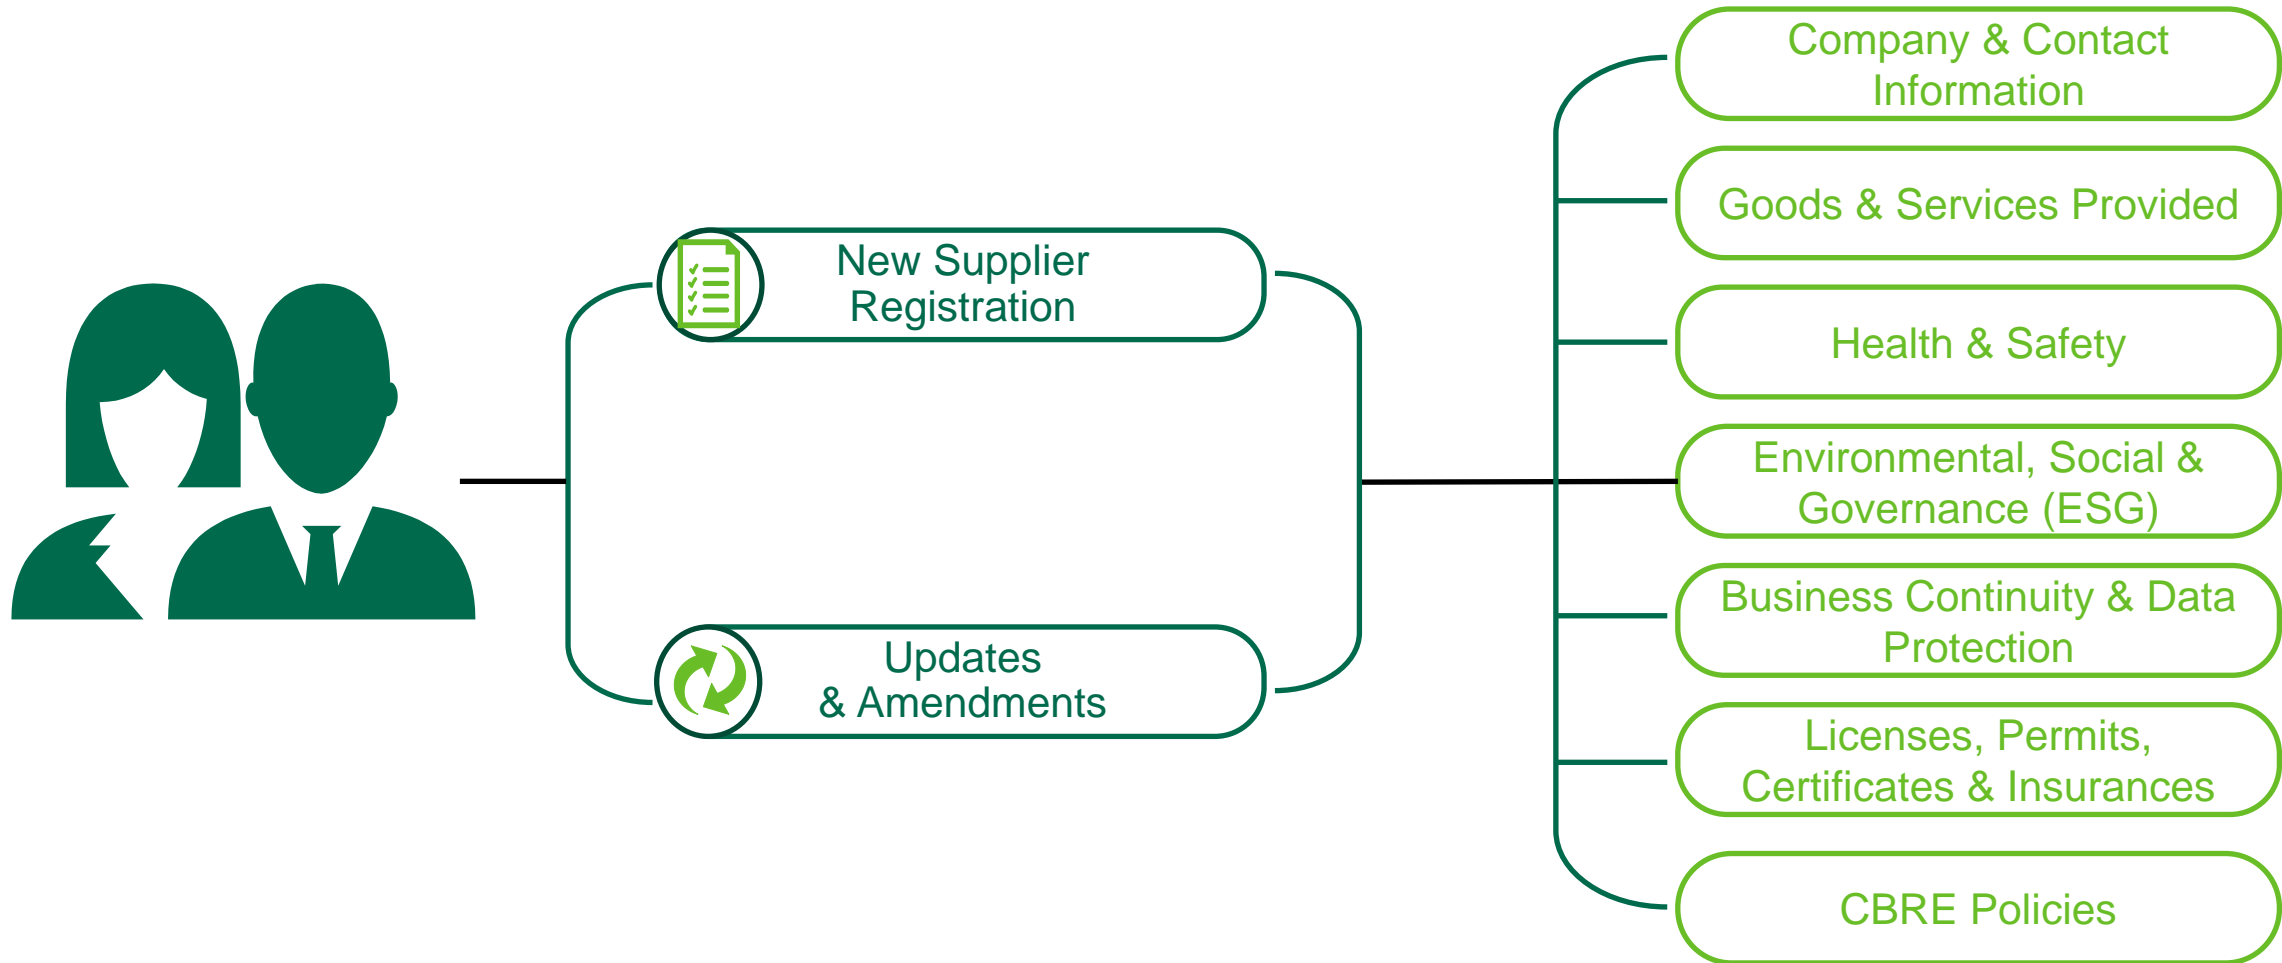 New Supplier
Registration
Updates
& Amendments
Company & Contact
Information
Goods & Services Provided
Health & Safety
Environmental, Social &
Governance (ESG)
Business Continuity & Data
Protection
Licenses, Permits,
Certificates & Insurances
CBRE Policies